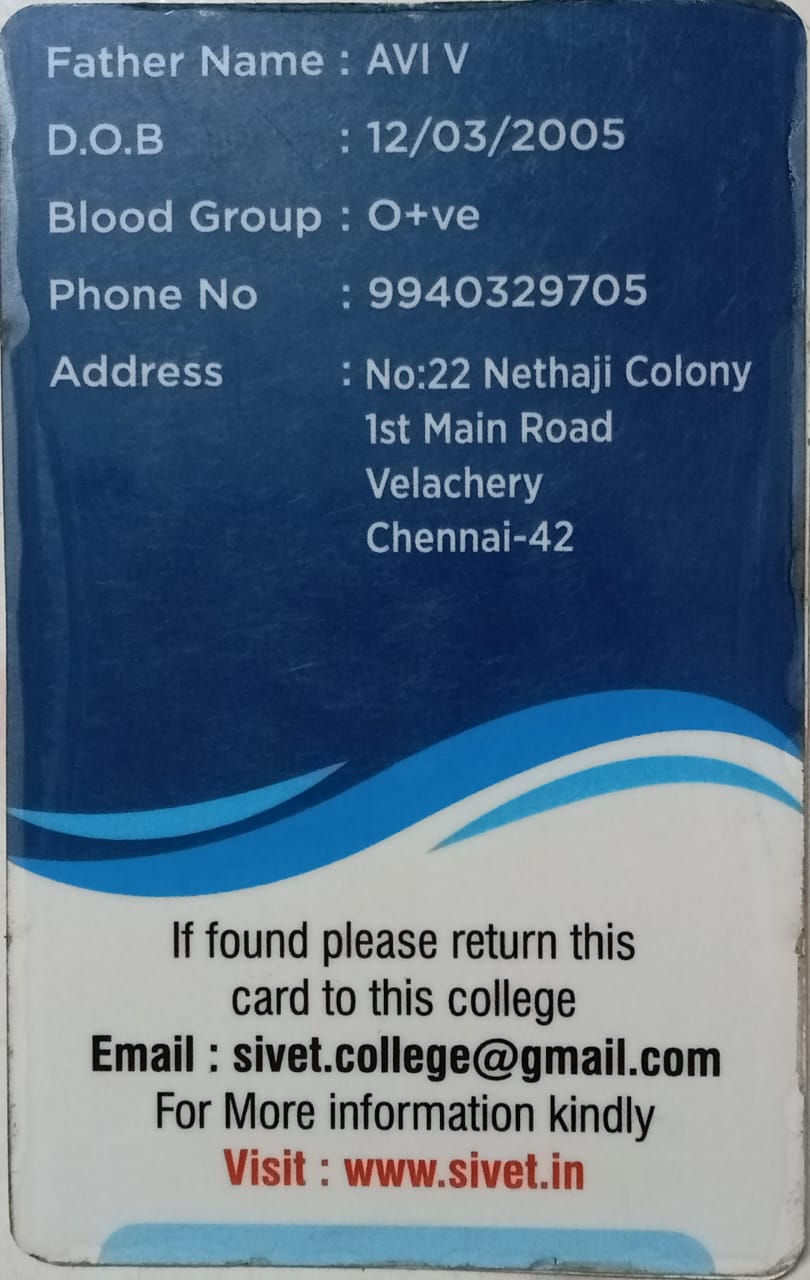 Father Name : AVI V
D.O.B : 12/03/2005
Blood Group : O+ve
Phone No : 9940329705
Address : No:22 Nethaji Colony
1st Main Road
Velachery
Chennai-42
If found please return this
card to this college
Email : sivet.college@gmail.com
For More information kindly
Visit : www.sivet.in